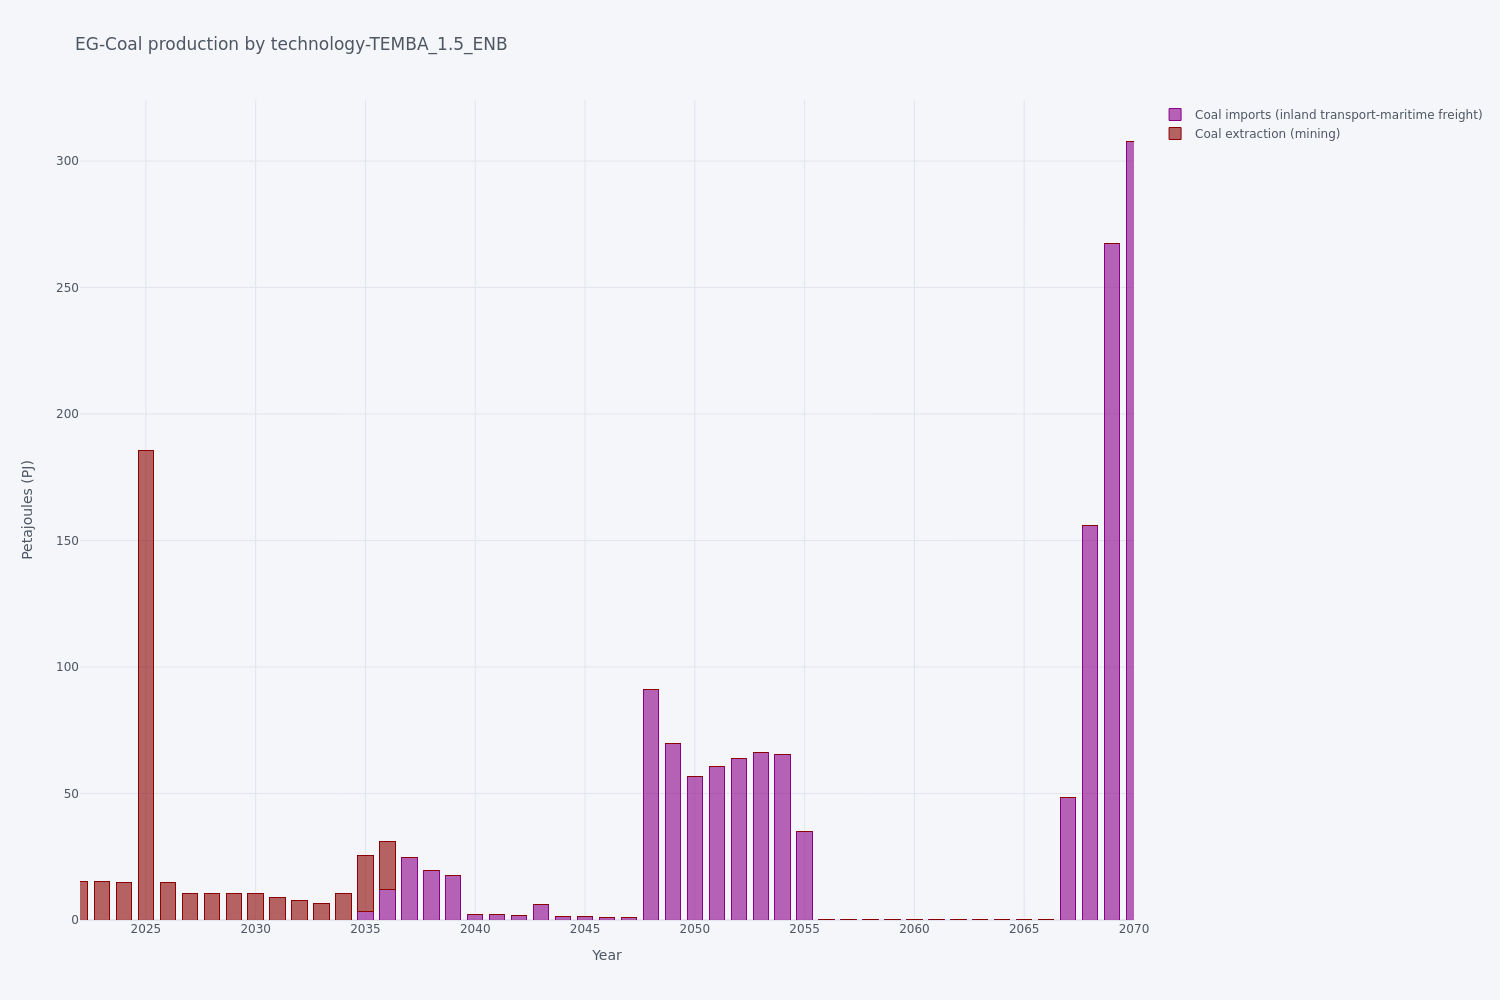 EG-Coal production by technology-TEMBA_1.5_ENB
Coal imports (inland transport-maritime freight)
Coal extraction (mining)
300
250
200
150
100
50
0
Petajoules (PJ)
2025 2030 2035 2040 2045 2050 2055 2060 2065 2070
Year